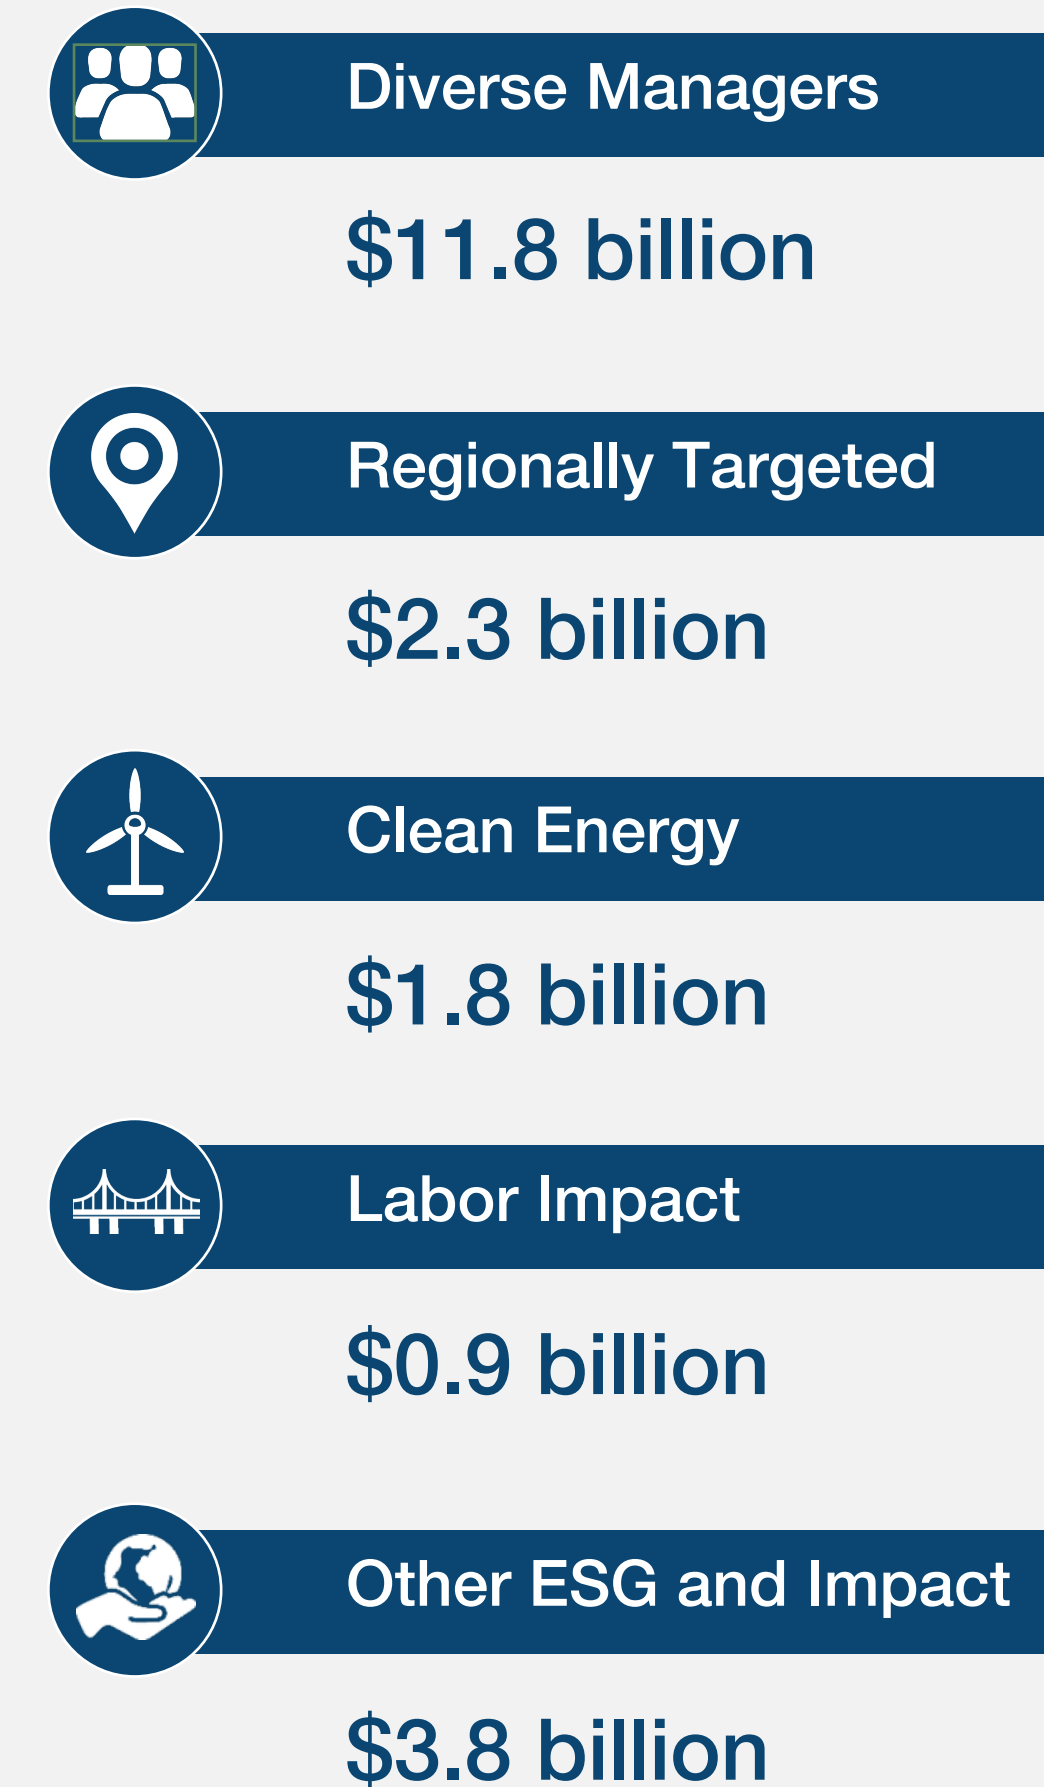 Diverse Managers
$11.8 billion
Regionally Targeted
$2.3 billion
Clean Energy
$1.8 billion
Labor Impact
$0.9 billion
Other ESG and Impact
$3.8 billion